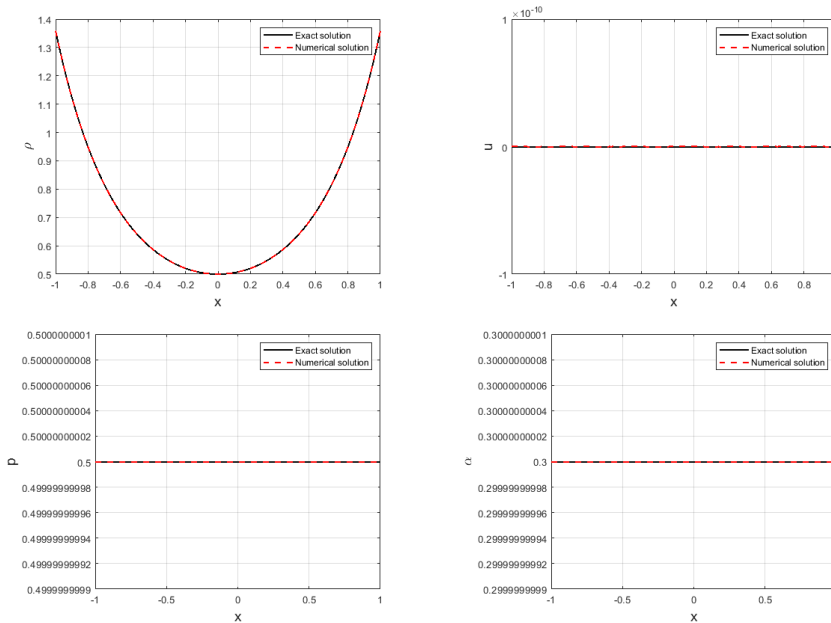 1.4
1.3
1.2
1.1
1
0.9
0.8
0.7
0.6
0.5
ρ
-1 -0.8 -0.6 -0.4 -0.2 0 0.2 0.4 0.6 0.8 1
x
Exact solution
Numerical solution
×10^-10
1
0
-1
u
-1 -0.8 -0.6 -0.4 -0.2 0 0.2 0.4 0.6 0.8
x
Exact solution
Numerical solution
0.5000000001
0.50000000008
0.50000000006
0.50000000004
0.50000000002
0.5
0.49999999998
0.49999999996
0.49999999994
0.49999999992
0.4999999999
p
-1 -0.5 0 0.5 1
x
Exact solution
Numerical solution
0.3000000001
0.30000000008
0.30000000006
0.30000000004
0.30000000002
0.3
0.29999999998
0.29999999996
0.29999999994
0.29999999992
0.2999999999
α
-1 -0.5 0 0.5
x
Exact solution
Numerical solution